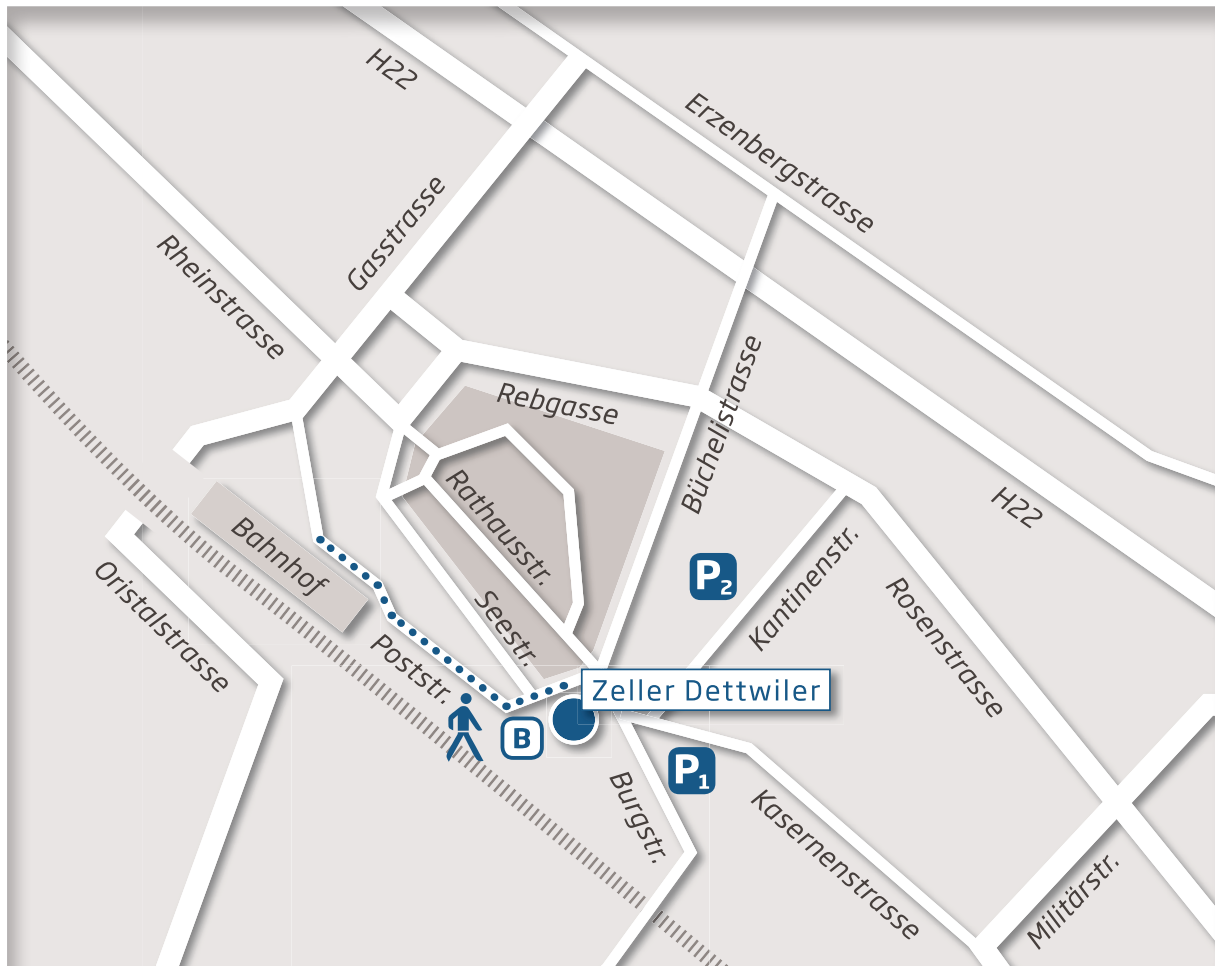 H22
Erzenbergstrasse
Gasstrasse
Rheinstrasse
Rebgasse
Büchelistrasse
Rathausstr.
H22
Bahnhof
Oristalstrasse
P2
Kantinenstr.
Rosenstrasse
Seestr.
Poststr.
Zeller Dettwiler
B
P1
Burgstr.
Kasernenstrasse
Militärstr.